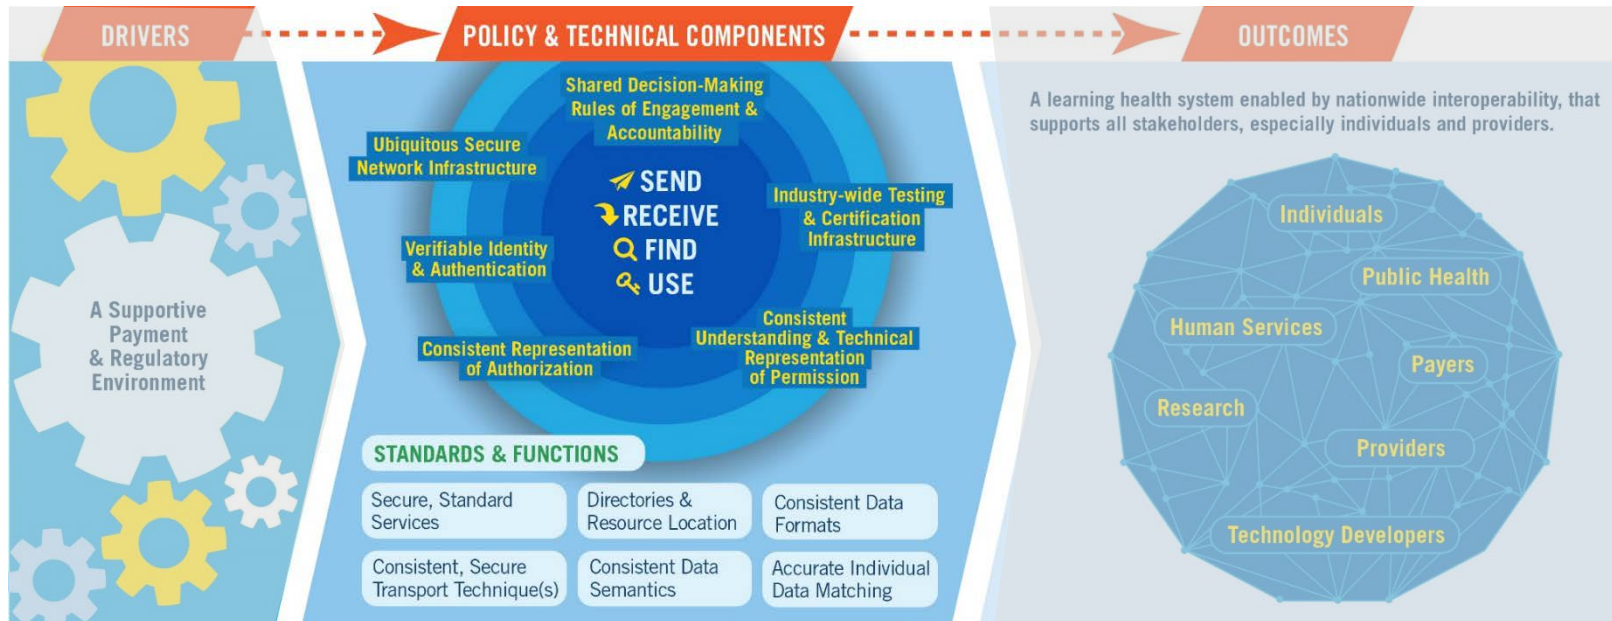 DRIVERS
POLICY & TECHNICAL COMPONENTS
OUTCOMES
A Supportive
Payment
& Regulatory
Environment
Shared Decision-Making
Rules of Engagement &
Accountability
Ubiquitous Secure
Network Infrastructure
SEND
RECEIVE
FIND
USE
Industry-wide Testing
& Certification
Infrastructure
Verifiable Identity
& Authentication
Consistent Representation
of Authorization
Consistent
Understanding & Technical
Representation
of Permission
STANDARDS & FUNCTIONS
Secure, Standard
Services
Directories &
Resource Location
Consistent Data
Formats
Consistent, Secure
Transport Technique(s)
Consistent Data
Semantics
Accurate Individual
Data Matching
A learning health system enabled by nationwide interoperability, that
supports all stakeholders, especially individuals and providers.
Individuals
Public Health
Human Services
Payers
Research
Providers
Technology Developers